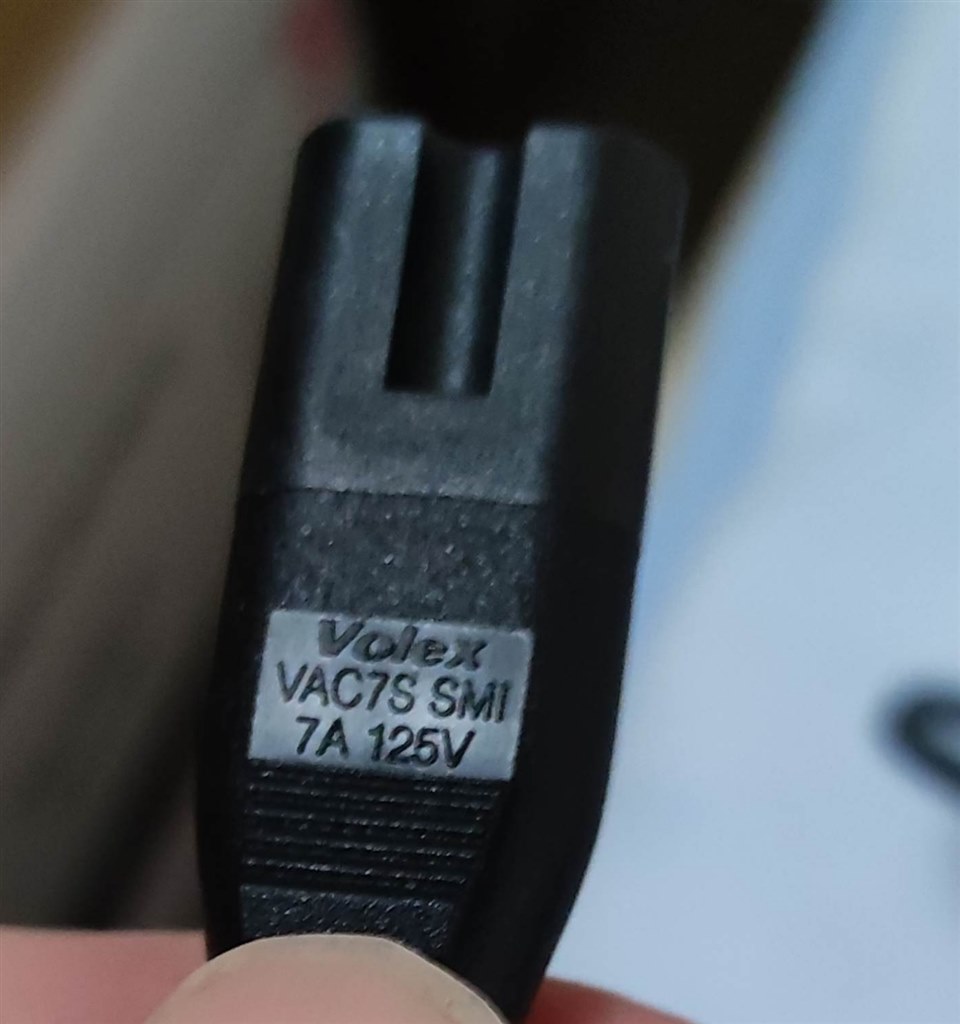 Volex
VAC7S SMI
7A 125V